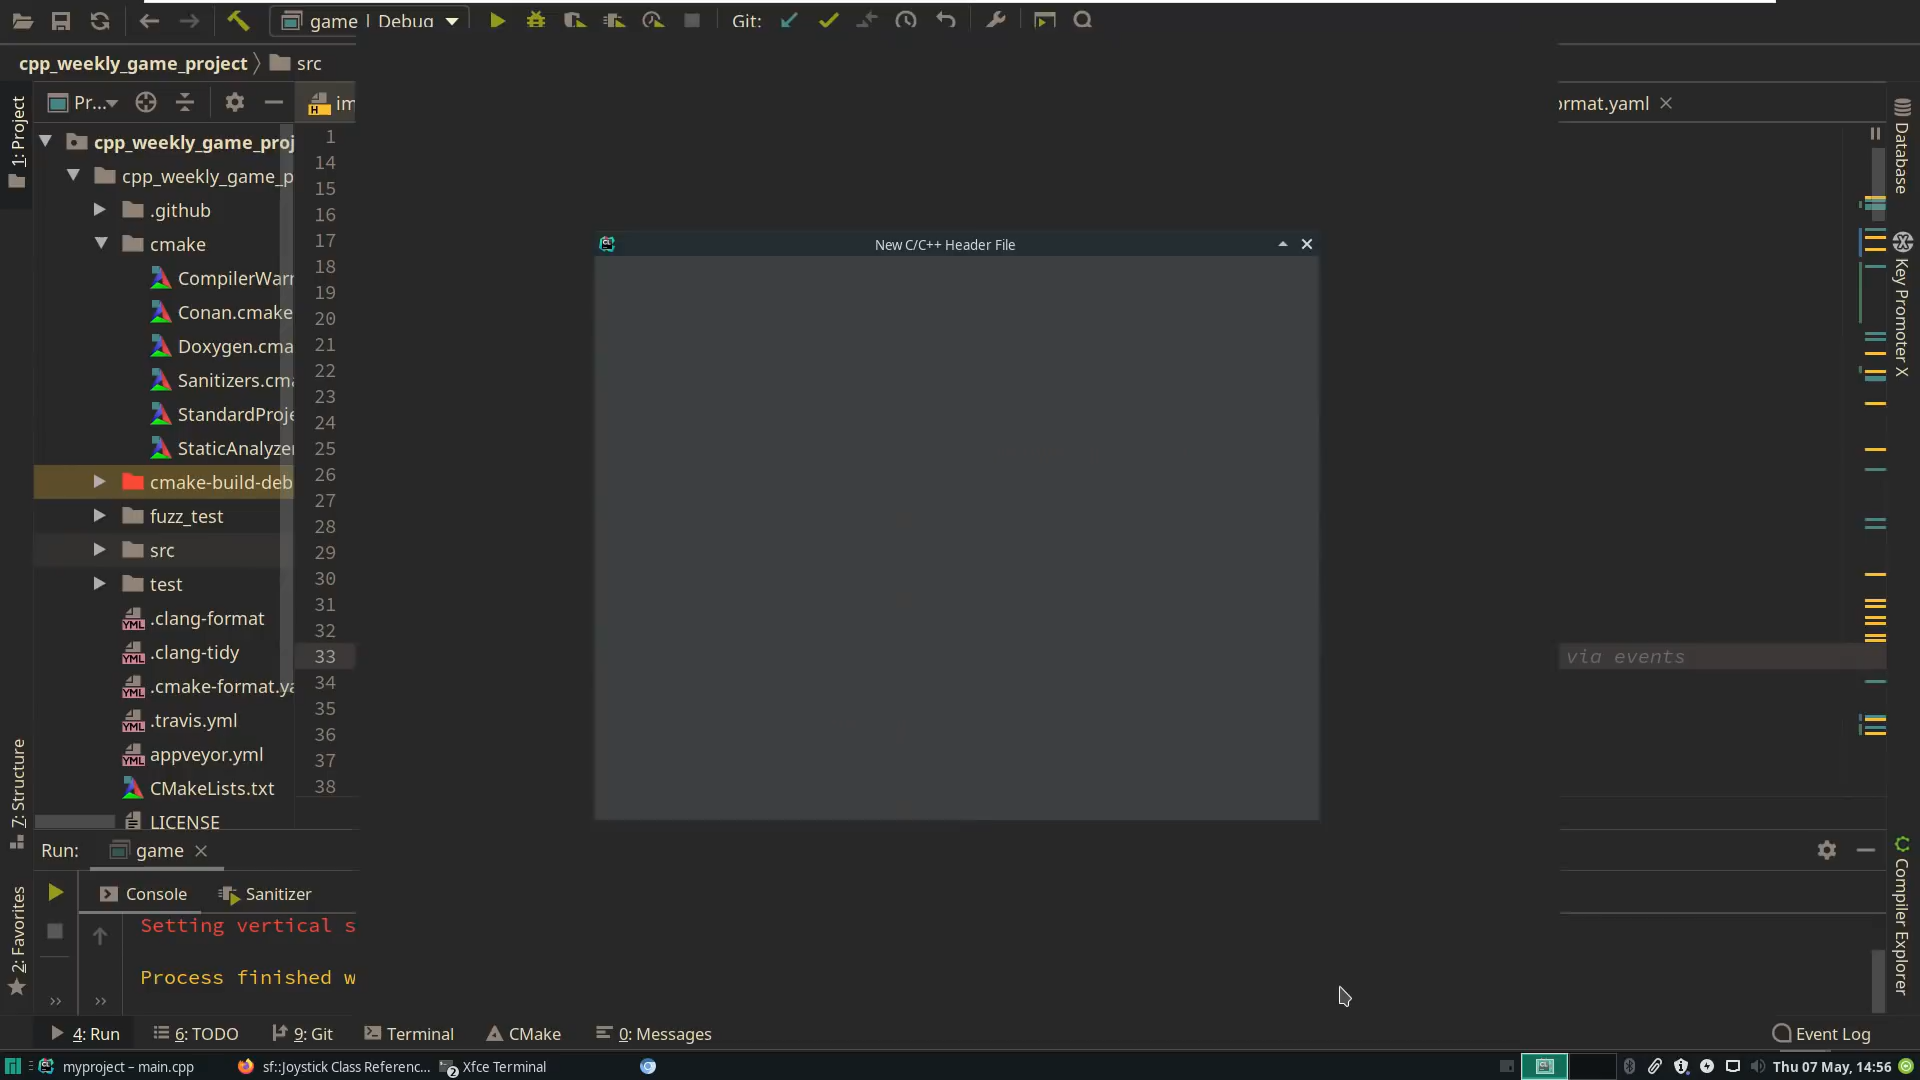 game | Debug
Git:
cpp_weekly_game_project
src
Pr...
im
ormat.yaml
1: Project
cpp_weekly_game_proj
cpp_weekly_game_p
.github
cmake
CompilerWarr
Conan.cmake
Doxygen.cma
Sanitizers.cma
StandardProje
StaticAnalyze
cmake-build-deb
fuzz_test
src
test
.clang-format
.clang-tidy
.cmake-format.ya
.travis.yml
appveyor.yml
CMakeLists.txt
LICENSE
1
14
15
16
17
18
19
20
21
22
23
24
25
26
27
28
29
30
31
32
33
34
35
36
37
38
New C/C++ Header File
via events
Database
Key Promoter X
Compiler Explorer
7: Structure
2: Favorites
Run:
game
Console
Sanitizer
Setting vertical s
Process finished w
4: Run
6: TODO
9: Git
Terminal
CMake
0: Messages
Event Log
myproject – main.cpp
sf::Joystick Class Referenc...
2
Xfce Terminal
Thu 07 May, 14:56